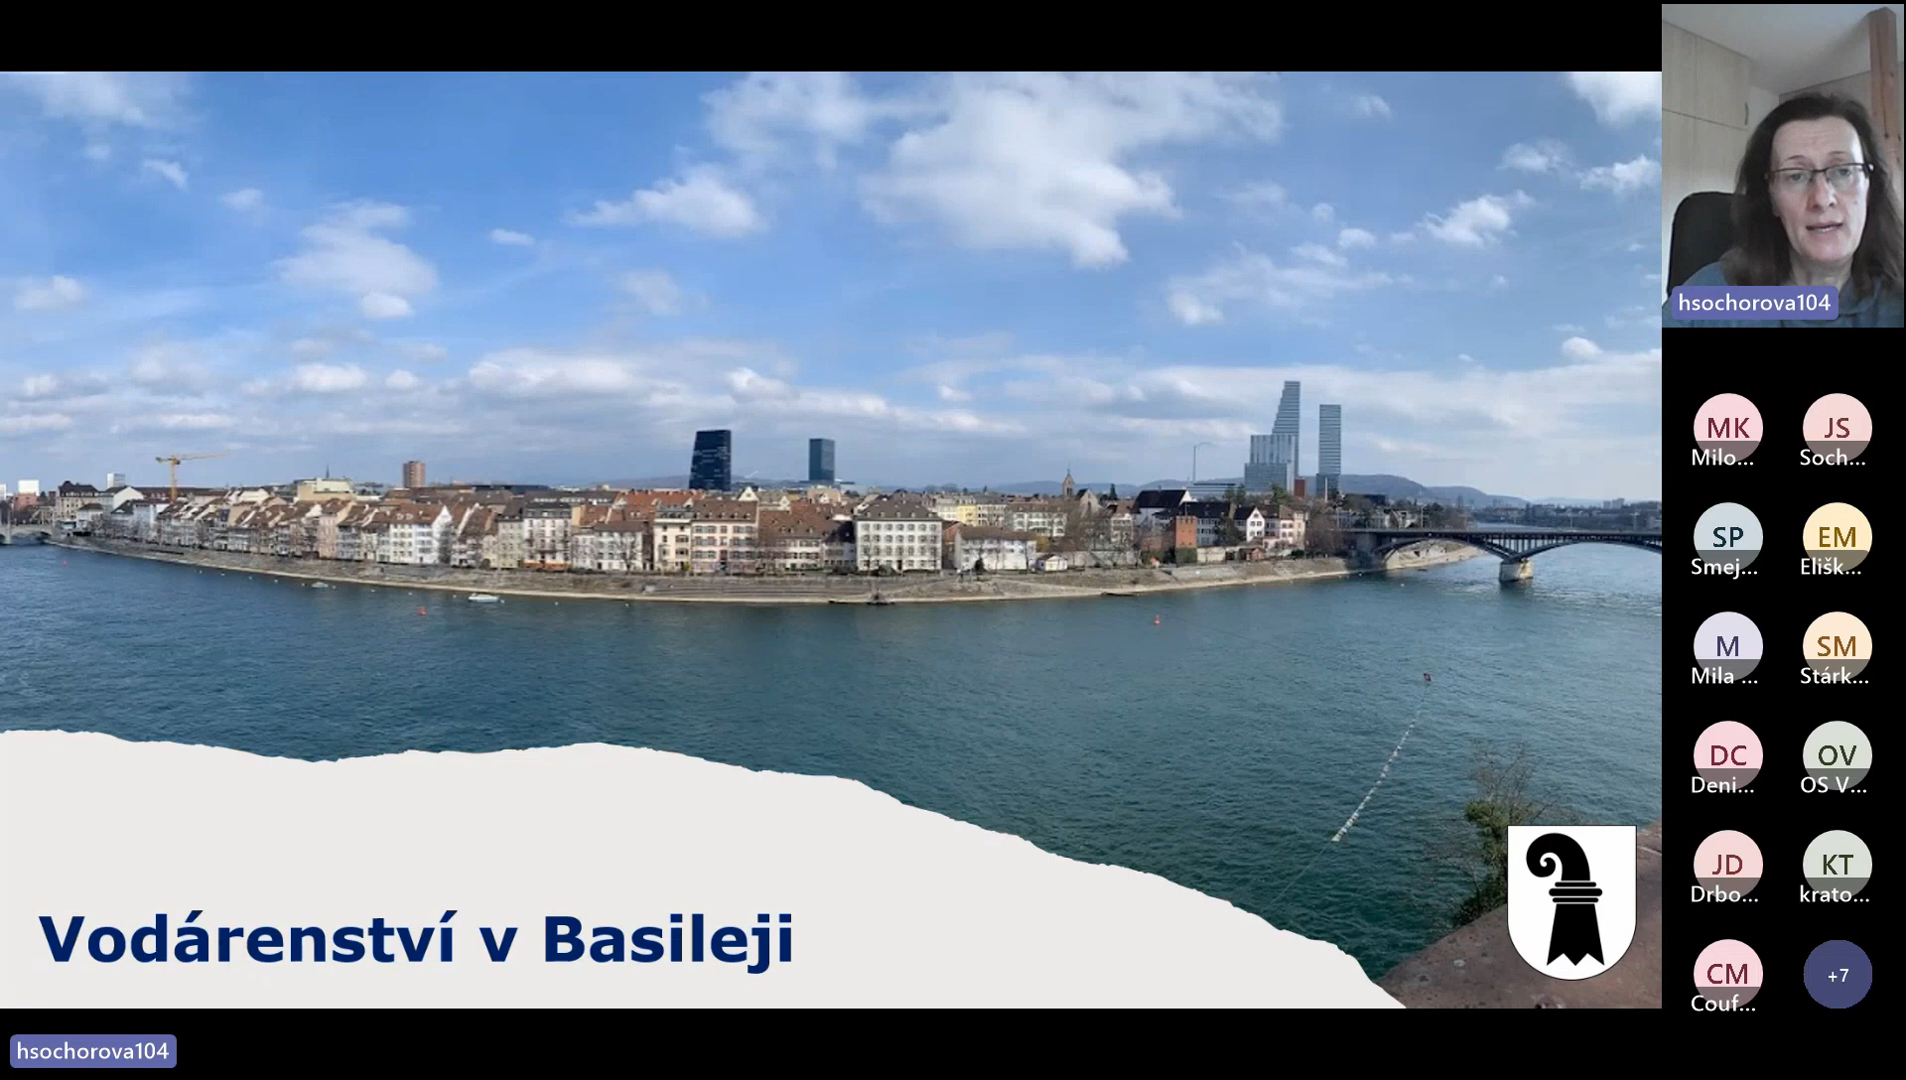 hsochorova104
MK
Milo...
JS
Soch...
SP
Smej...
EM
Elišk...
M
Mila ...
SM
Stárk...
DC
Deni...
OV
OS V...
JD
Drbo...
KT
krato...
CM
Couf...
+7
Vodárenství v Basileji
hsochorova104